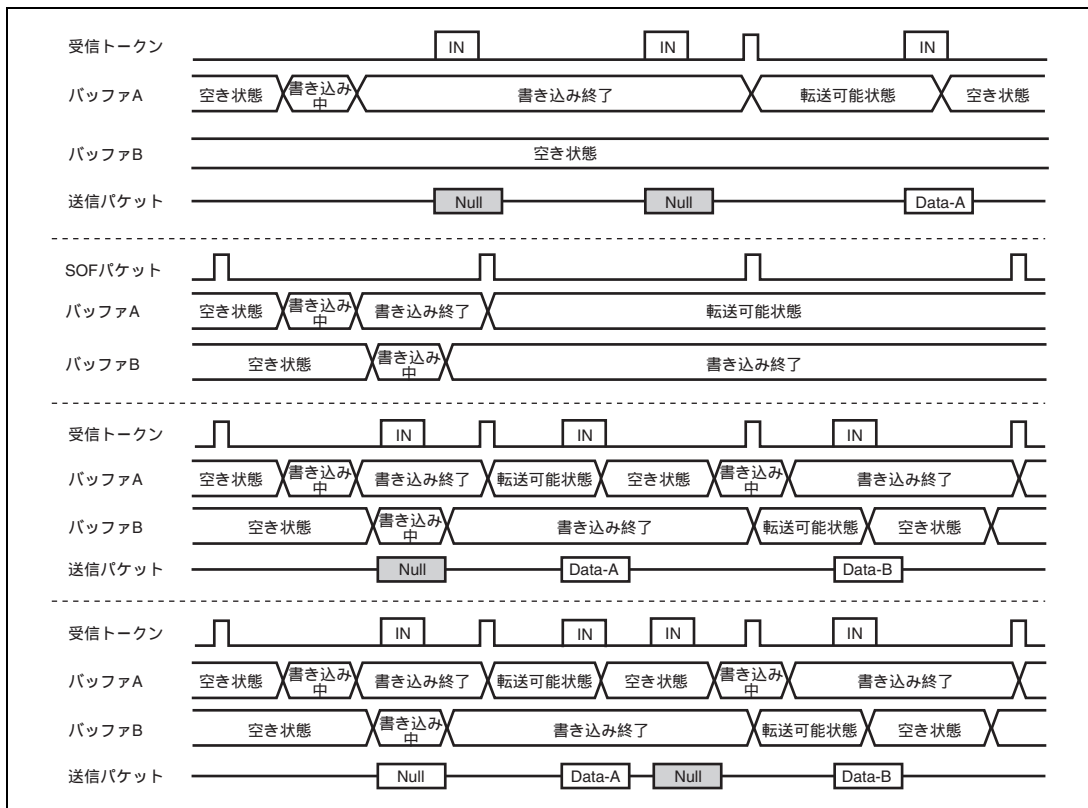 受信トークン IN IN IN
バッファA 空き状態 書き込み中 書き込み終了 転送可能状態 空き状態
バッファB 空き状態
送信パケット Null Null Data-A
SOFパケット
バッファA 空き状態 書き込み中 書き込み終了 転送可能状態
バッファB 空き状態 書き込み中 書き込み終了
受信トークン IN IN IN
バッファA 空き状態 書き込み中 書き込み終了 転送可能状態 空き状態 書き込み中 書き込み終了
バッファB 空き状態 書き込み中 書き込み終了 転送可能状態 空き状態
送信パケット Null Data-A Data-B
受信トークン IN IN IN IN
バッファA 空き状態 書き込み中 書き込み終了 転送可能状態 空き状態 書き込み中 書き込み終了
バッファB 空き状態 書き込み中 書き込み終了 転送可能状態 空き状態
送信パケット Null Data-A Null Data-B